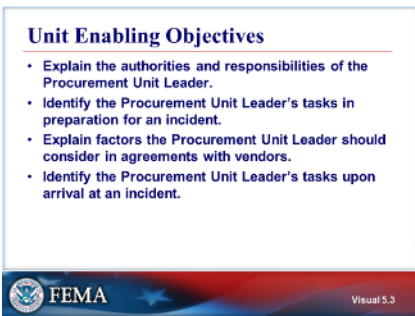 Unit Enabling Objectives
• Explain the authorities and responsibilities of the
Procurement Unit Leader.
• Identify the Procurement Unit Leader's tasks in
preparation for an incident.
• Explain factors the Procurement Unit Leader should
consider in agreements with vendors.
• Identify the Procurement Unit Leader's tasks upon
arrival at an incident.
FEMA
Visual 5.3